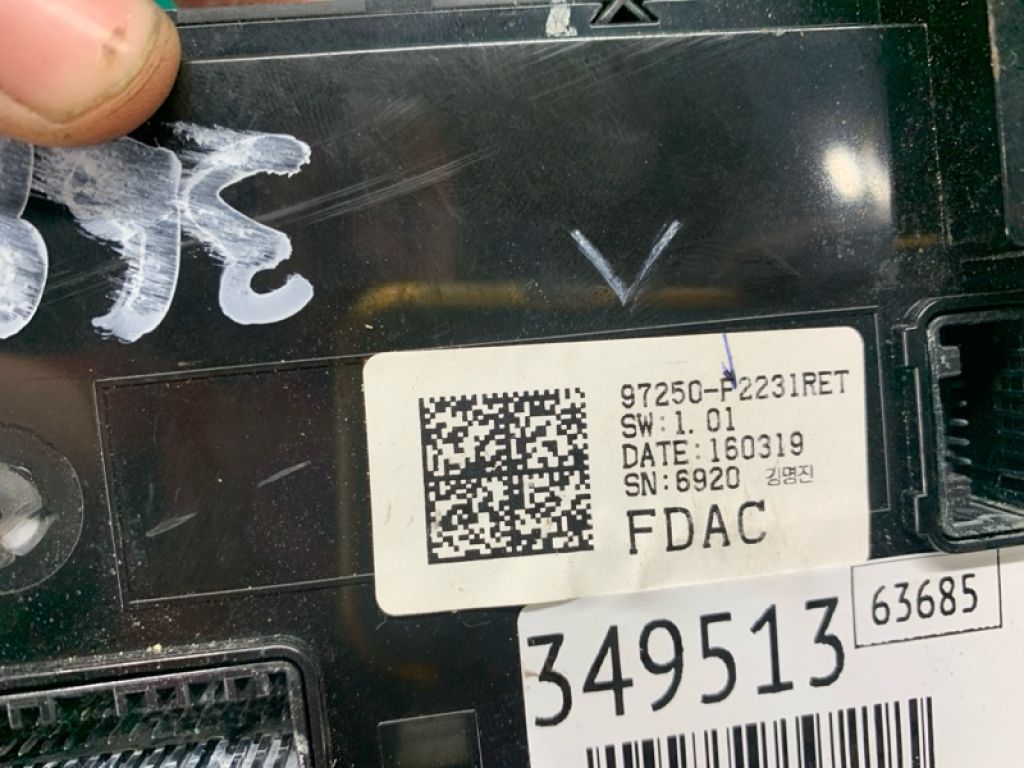 97250-P2231RET
SW:1.01
DATE:160319
SN:6920 김명진
FDAC
63685
349513